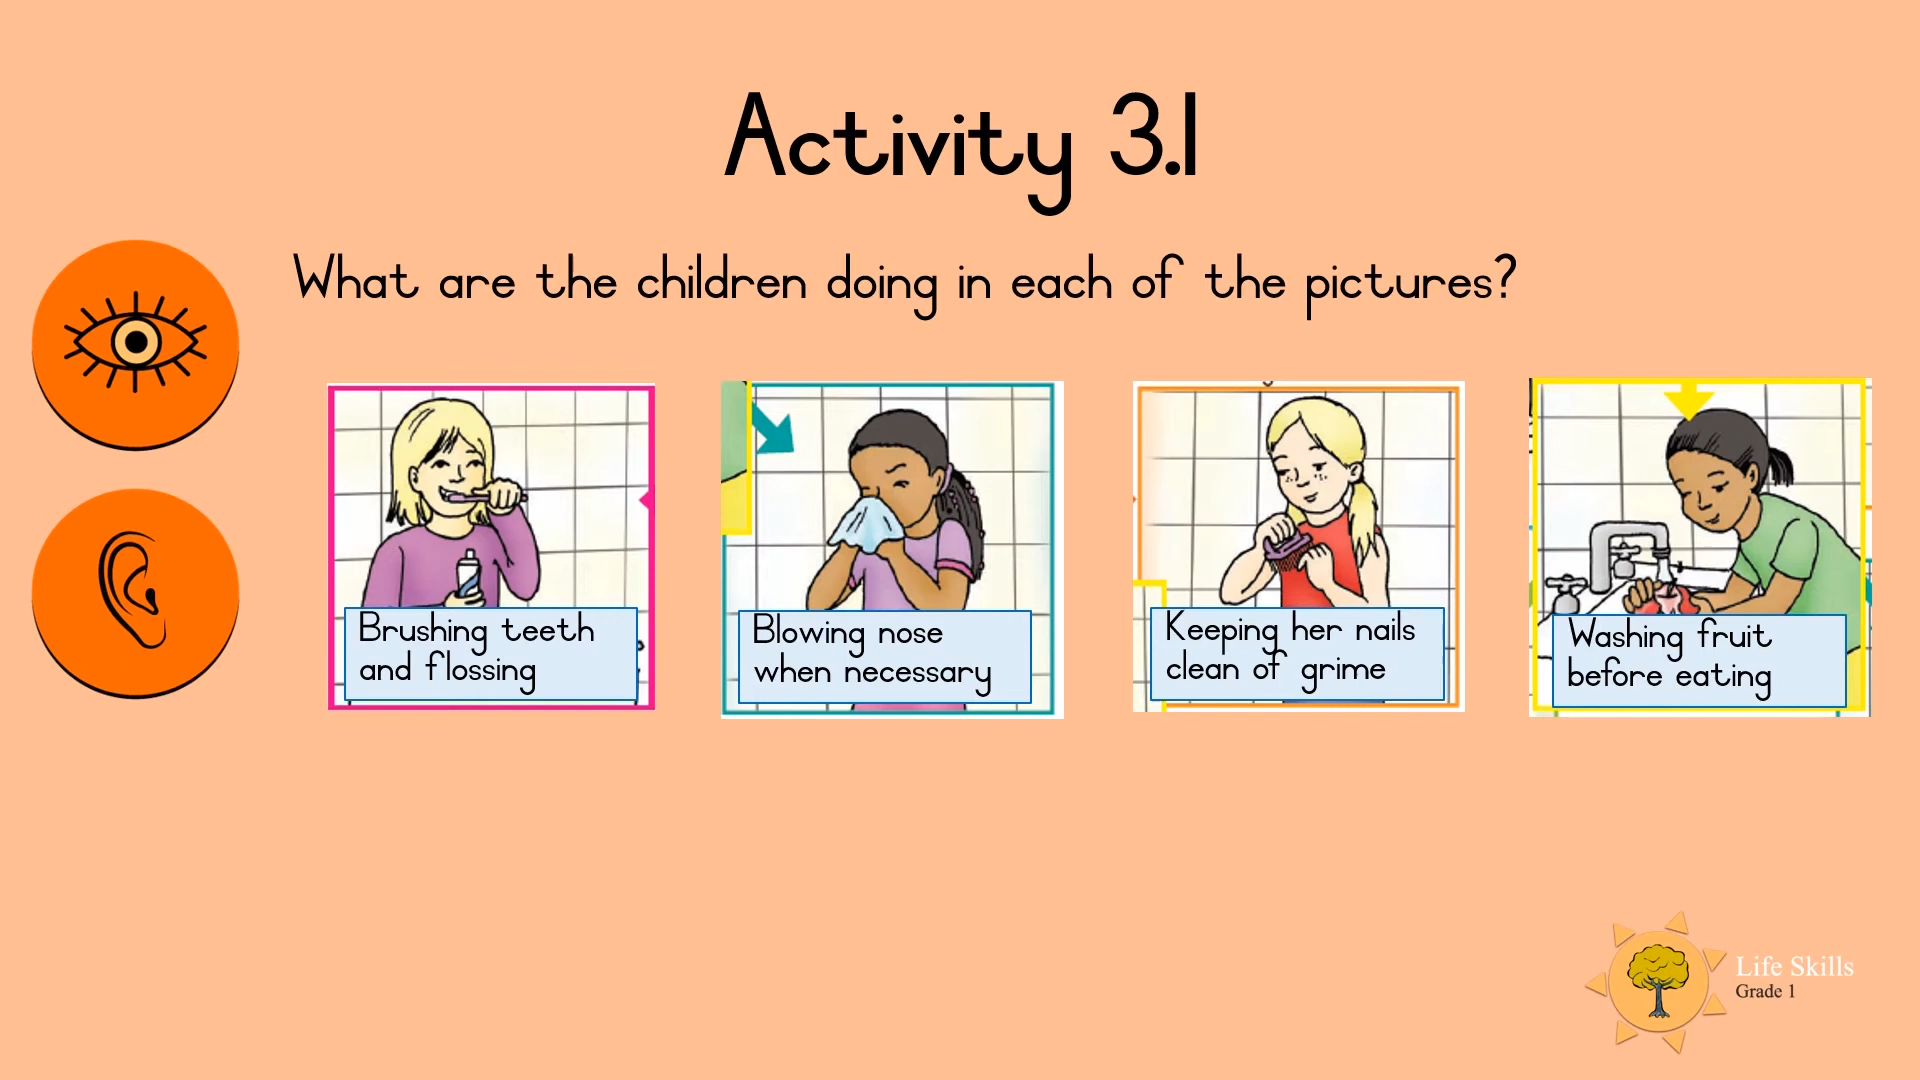 Activity 3.1
What are the children doing in each of the pictures?
Brushing teeth
and flossing
Blowing nose
when necessary
Keeping her nails
clean of grime
Washing fruit
before eating
Life Skills
Grade 1